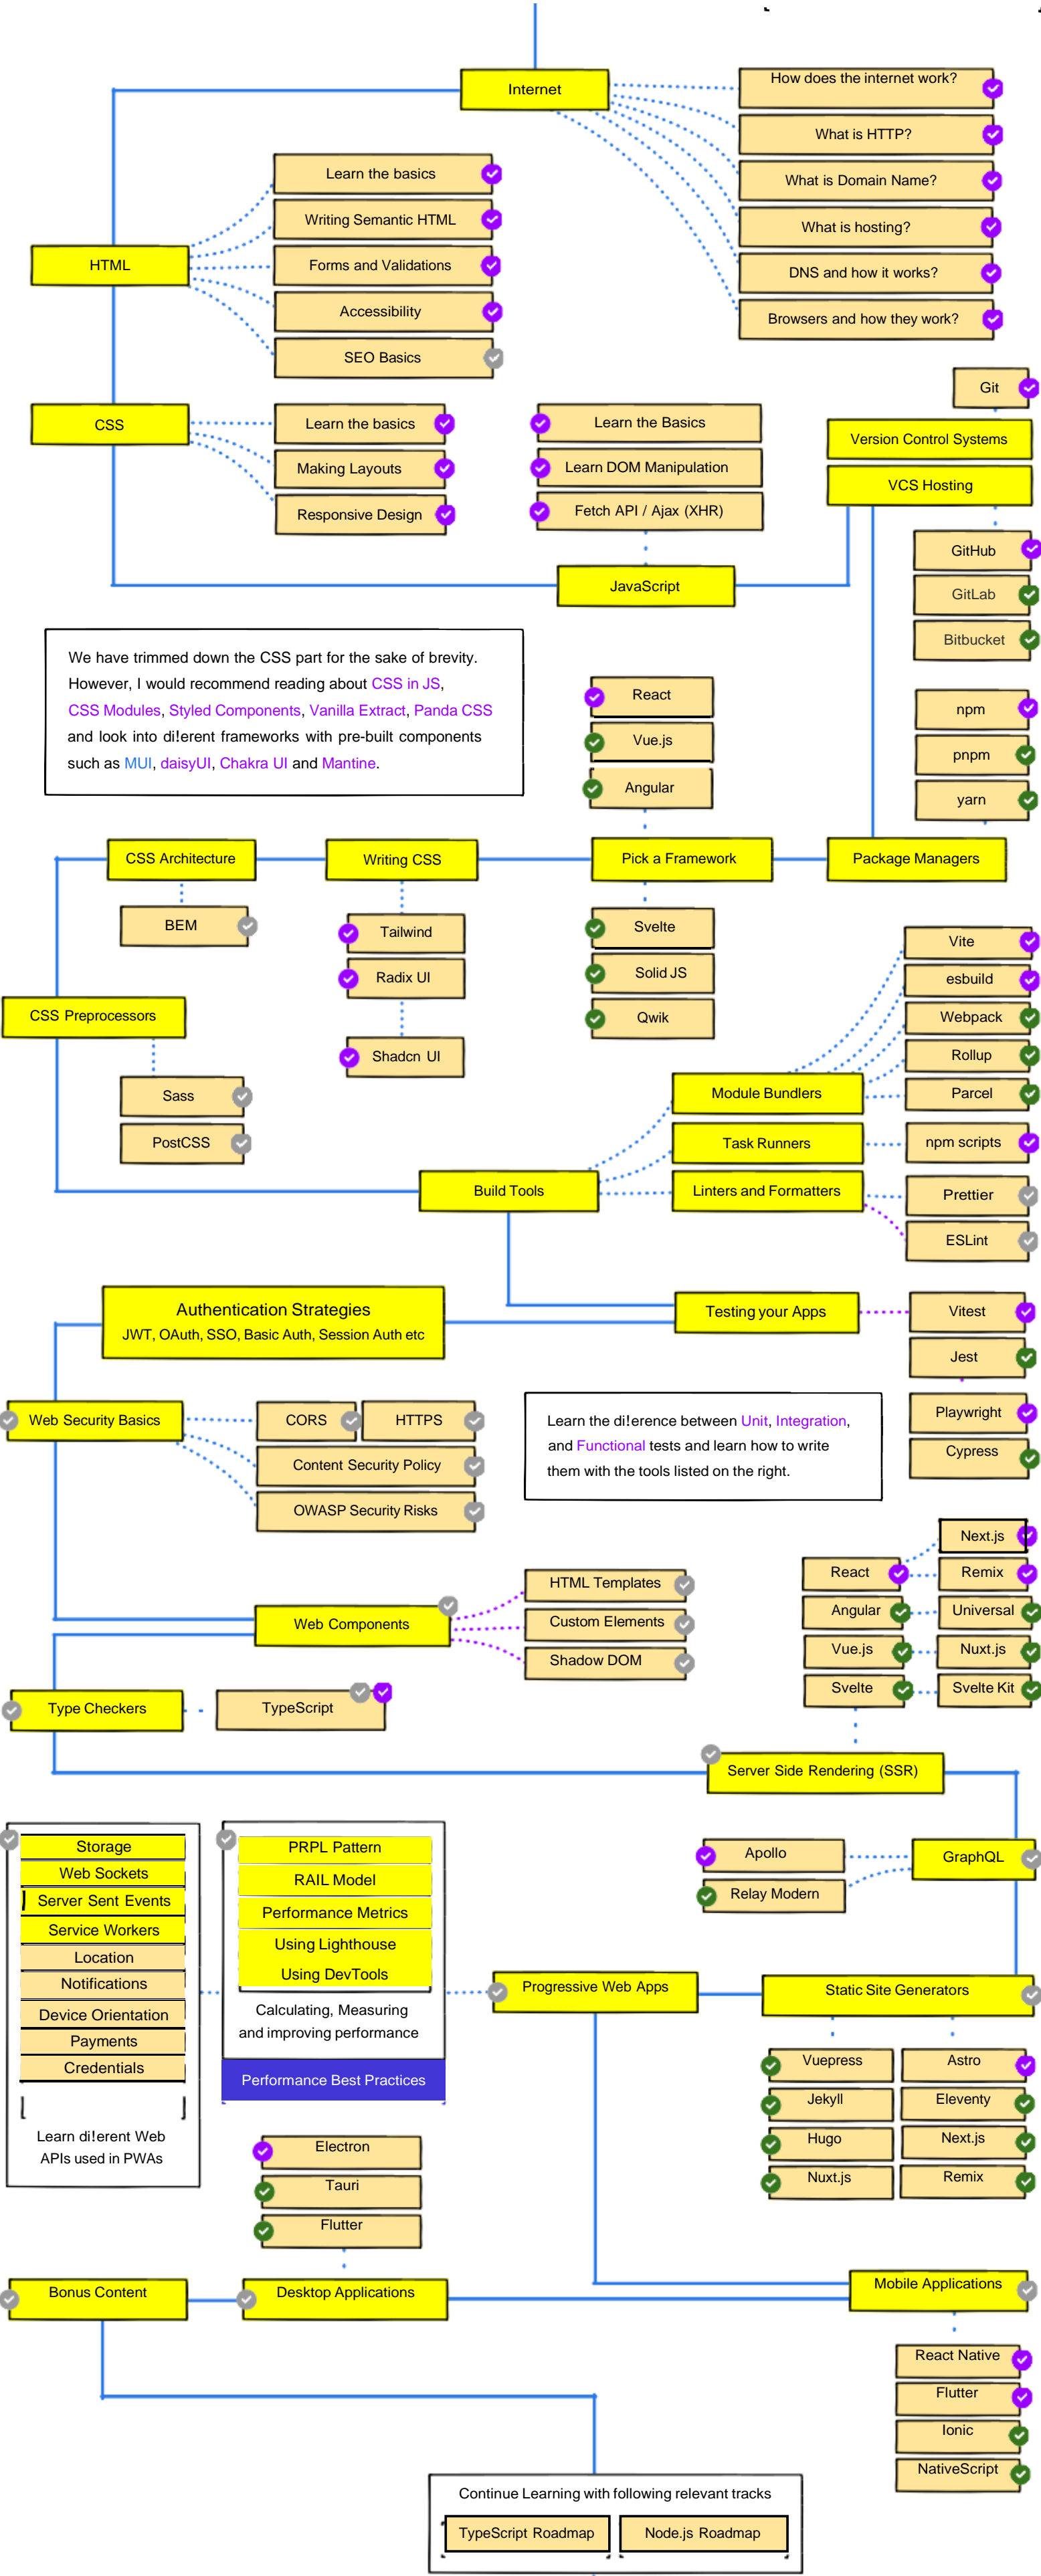 Internet
How does the internet work?
What is HTTP?
What is Domain Name?
What is hosting?
DNS and how it works?
Browsers and how they work?
HTML
Learn the basics
Writing Semantic HTML
Forms and Validations
Accessibility
SEO Basics
CSS
Learn the basics
Making Layouts
Responsive Design
Learn the Basics
Learn DOM Manipulation
Fetch API / Ajax (XHR)
JavaScript
Git
Version Control Systems
VCS Hosting
GitHub
GitLab
Bitbucket
We have trimmed down the CSS part for the sake of brevity.
However, I would recommend reading about CSS in JS,
CSS Modules, Styled Components, Vanilla Extract, Panda CSS
and look into di!erent frameworks with pre-built components
such as MUI, daisyUI, Chakra UI and Mantine.
React
Vue.js
Angular
npm
pnpm
yarn
CSS Architecture
Writing CSS
Pick a Framework
Package Managers
BEM
Tailwind
Radix UI
Shadcn UI
Svelte
Solid JS
Qwik
CSS Preprocessors
Sass
PostCSS
Vite
esbuild
Webpack
Rollup
Parcel
Module Bundlers
Task Runners
npm scripts
Build Tools
Linters and Formatters
Prettier
ESLint
Authentication Strategies
JWT, OAuth, SSO, Basic Auth, Session Auth etc
Testing your Apps
Vitest
Jest
Playwright
Cypress
Web Security Basics
CORS
HTTPS
Content Security Policy
OWASP Security Risks
Learn the di!erence between Unit, Integration,
and Functional tests and learn how to write
them with the tools listed on the right.
Next.js
React
Remix
Angular
Universal
Vue.js
Nuxt.js
Svelte
Svelte Kit
Web Components
HTML Templates
Custom Elements
Shadow DOM
Type Checkers
TypeScript
Server Side Rendering (SSR)
Storage
Web Sockets
Server Sent Events
Service Workers
Location
Notifications
Device Orientation
Payments
Credentials
Learn di!erent Web
APIs used in PWAs
PRPL Pattern
RAIL Model
Performance Metrics
Using Lighthouse
Using DevTools
Calculating, Measuring
and improving performance
Performance Best Practices
Apollo
Relay Modern
GraphQL
Progressive Web Apps
Static Site Generators
Vuepress
Astro
Jekyll
Eleventy
Hugo
Next.js
Nuxt.js
Remix
Electron
Tauri
Flutter
Bonus Content
Desktop Applications
Mobile Applications
React Native
Flutter
Ionic
NativeScript
Continue Learning with following relevant tracks
TypeScript Roadmap
Node.js Roadmap